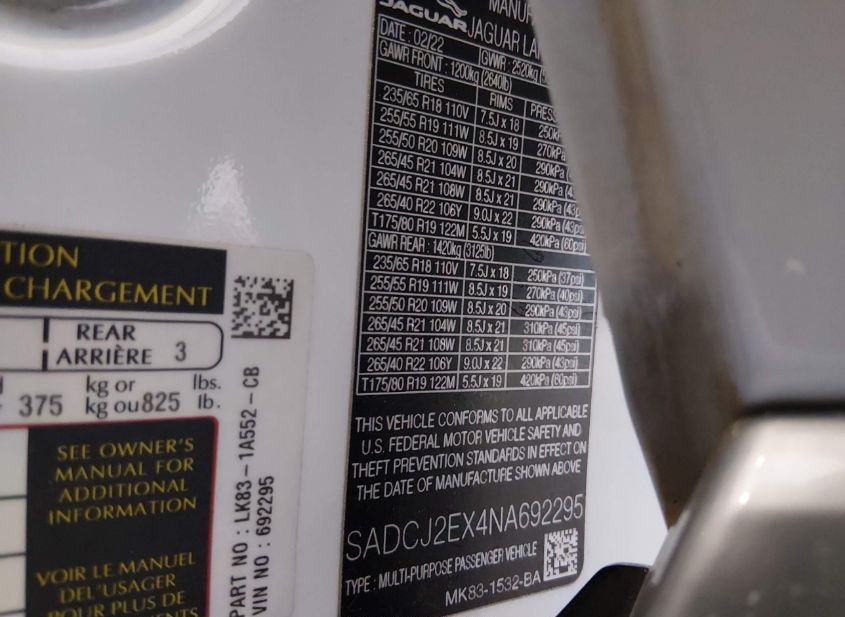 TION
CHARGEMENT
REAR
ARRIÈRE 3
kg or lbs.
375 kg ou 825 lb.
SEE OWNER'S
MANUAL FOR
ADDITIONAL
INFORMATION
VOIR LE MANUEL
DEL'USAGER
POUR PLUS DE
PART NO : LK83-1A552-CB
VIN NO : 692295
JAGUAR
JAGUAR
DATE : 02/22
GVWR : 2520kg
GAWR FRONT : 1200kg (2640lb)
TIRES RIMS
235/65 R18 110V 7.5J x 18
255/55 R19 111W 8.5J x 19 270kPa
255/50 R20 109W 8.5J x 20 290kPa
265/45 R21 104W 8.5J x 21 290kPa
265/45 R21 108W 8.5J x 21 290kPa
265/40 R22 106Y 9.0J x 22 290kPa
T175/80 R19 122M 5.5J x 19 420kPa (60psi
GAWR REAR : 1420kg (3125lb)
235/65 R18 110V 7.5J x 18 250kPa (37psi)
255/55 R19 111W 8.5J x 19 270kPa (40psi)
255/50 R20 109W 8.5J x 20 290kPa (43psi)
265/45 R21 104W 8.5J x 21 310kPa (45psi)
265/45 R21 108W 8.5J x 21 310kPa (45psi)
265/40 R22 106Y 9.0J x 22 290kPa (43psi)
T175/80 R19 122M 5.5J x 19 420kPa (60psi)
THIS VEHICLE CONFORMS TO ALL APPLICABLE
U.S. FEDERAL MOTOR VEHICLE SAFETY AND
THEFT PREVENTION STANDARDS IN EFFECT ON
THE DATE OF MANUFACTURE SHOWN ABOVE
SADCJ2EX4NA692295
TYPE : MULTI-PURPOSE PASSENGER VEHICLE
MK83-1532-BA